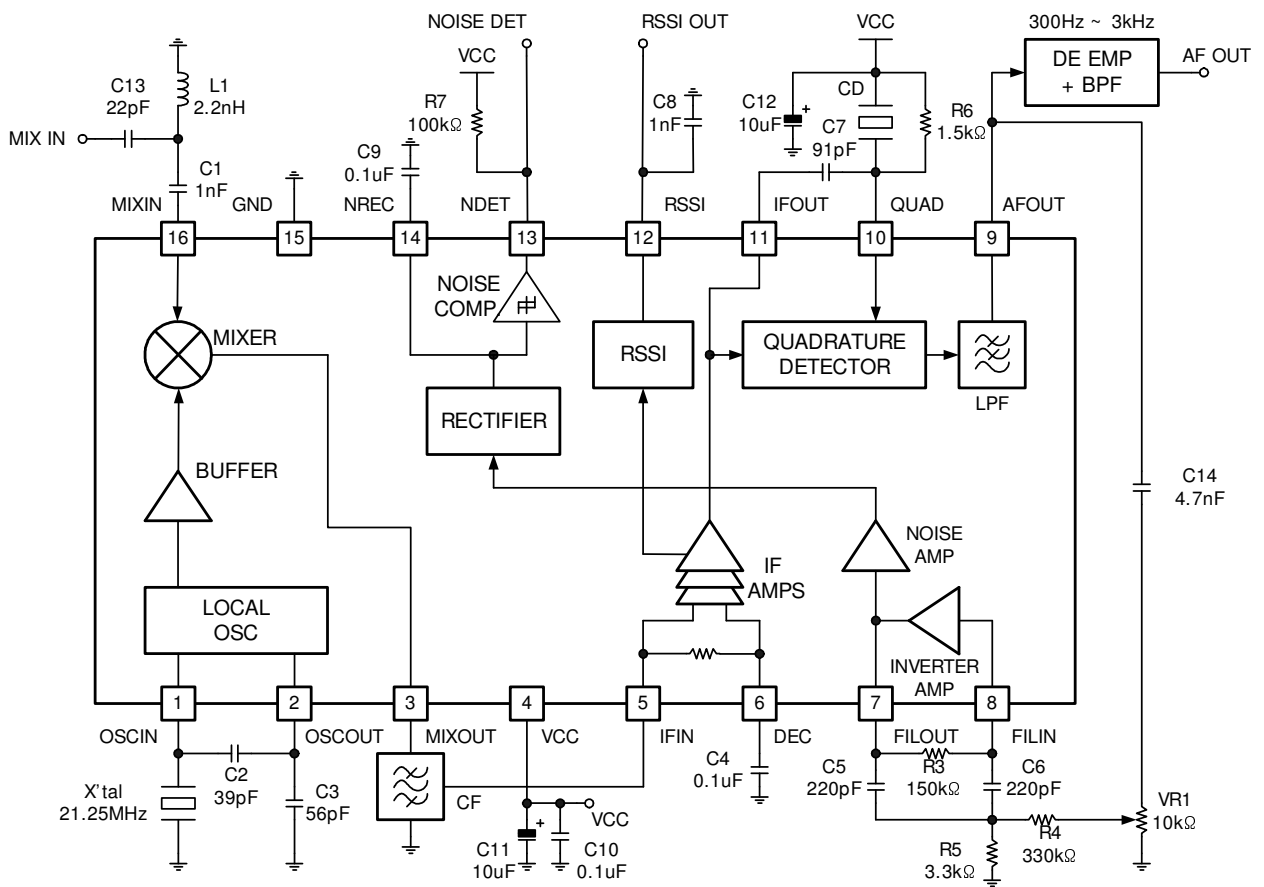 NOISE DET
RSSI OUT
VCC
300Hz ~ 3kHz
DE EMP
+ BPF
AF OUT
C13
22pF
L1
2.2nH
MIX IN
VCC
R7
100kΩ
C8
1nF
C12
10uF
+
CD
C7
91pF
R6
1.5kΩ
C9
0.1uF
C1
1nF
MIXIN
GND
NREC
NDET
RSSI
IFOUT
QUAD
AFOUT
16
15
14
13
12
11
10
9
NOISE
COMP.
MIXER
RSSI
QUADRATURE
DETECTOR
LPF
RECTIFIER
BUFFER
C14
4.7nF
NOISE
AMP
IF
AMPS
LOCAL
OSC
INVERTER
AMP
1
2
3
4
5
6
7
8
OSCIN
OSCOUT
MIXOUT
VCC
IFIN
DEC
FILOUT
FILIN
C2
39pF
X'tal
21.25MHz
C3
56pF
CF
C4
0.1uF
C5
220pF
R3
150kΩ
C6
220pF
VR1
10kΩ
VCC
+
C11
10uF
C10
0.1uF
R5
3.3kΩ
R4
330kΩ